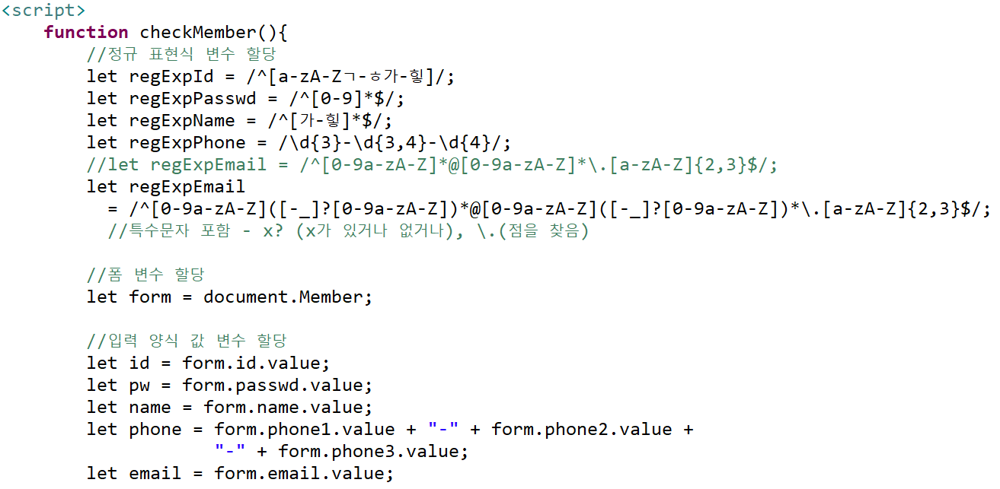 <script>
function checkMember(){
//정규 표현식 변수 할당
let regExpId = /^[a-zA-Zㄱ-ㅎ가-힣]/;
let regExpPasswd = /^[0-9]*$/;
let regExpName = /^[가-힣]*$/;
let regExpPhone = /\d{3}-\d{3,4}-\d{4}/;
//let regExpEmail = /^[0-9a-zA-Z]*@[0-9a-zA-Z]*\.[a-zA-Z]{2,3}$/;
let regExpEmail
= /^[0-9a-zA-Z]([-_]?[0-9a-zA-Z])*@[0-9a-zA-Z]([-_]?[0-9a-zA-Z])*\.[a-zA-Z]{2,3}$/;
//특수문자 포함 - x? (x가 있거나 없거나), \.(점을 찾음)
//폼 변수 할당
let form = document.Member;
//입력 양식 값 변수 할당
let id = form.id.value;
let pw = form.passwd.value;
let name = form.name.value;
let phone = form.phone1.value + "-" + form.phone2.value +
"-" + form.phone3.value;
let email = form.email.value;